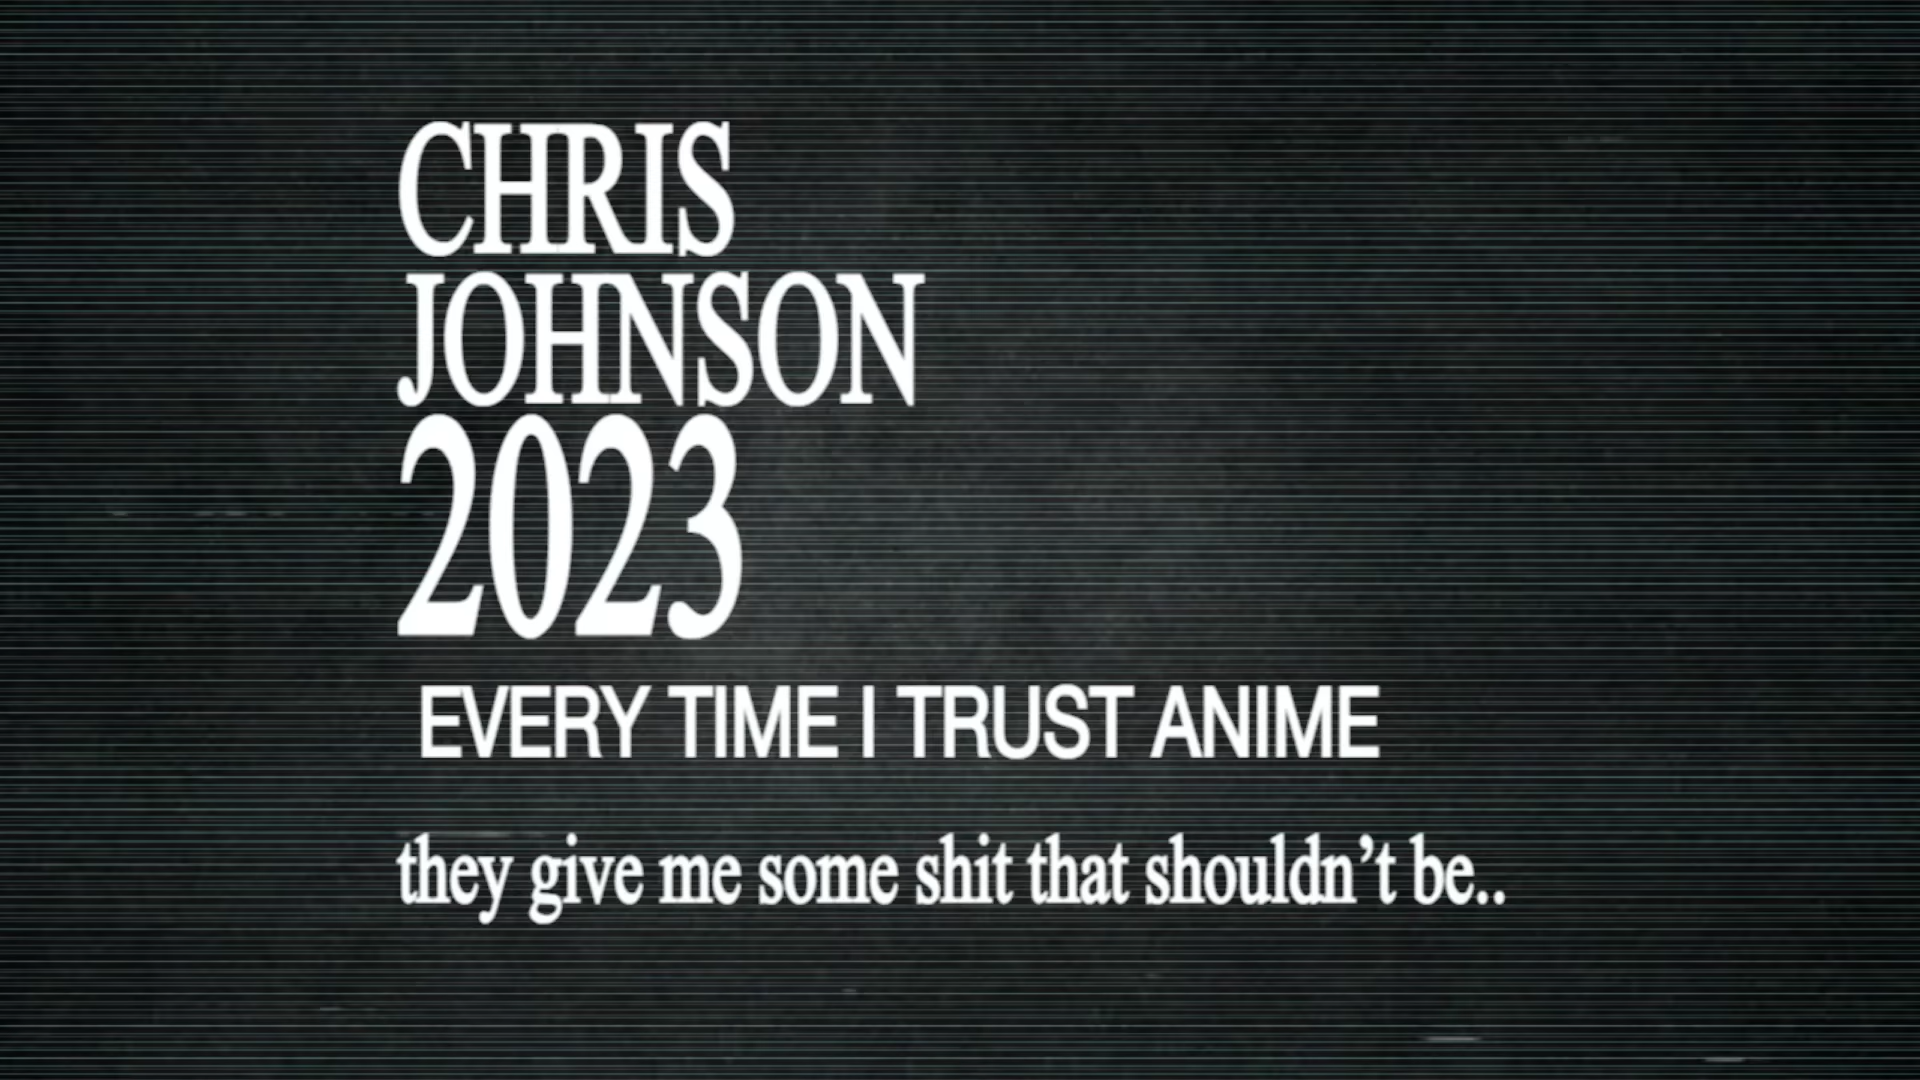 CHRIS
JOHNSON
2023
EVERY TIME I TRUST ANIME
they give me some shit that shouldn’t be..